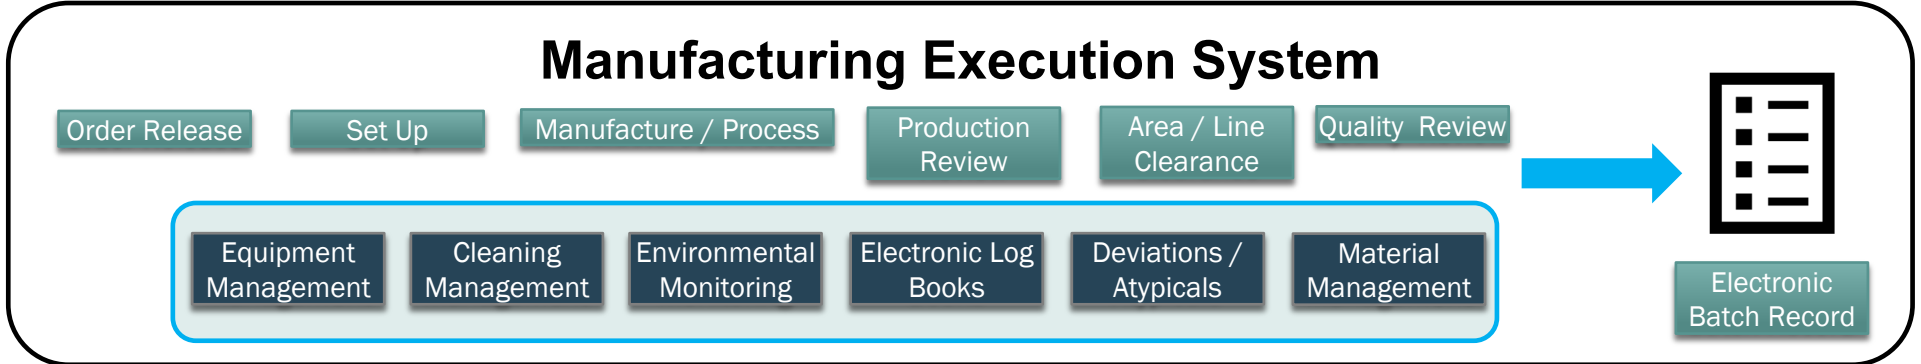 Manufacturing Execution System
Order Release
Set Up
Manufacture / Process
Production
Review
Area / Line
Clearance
Quality  Review
Equipment
Management
Cleaning
Management
Environmental
Monitoring
Electronic Log
Books
Deviations /
Atypicals
Material
Management
Electronic
Batch Record